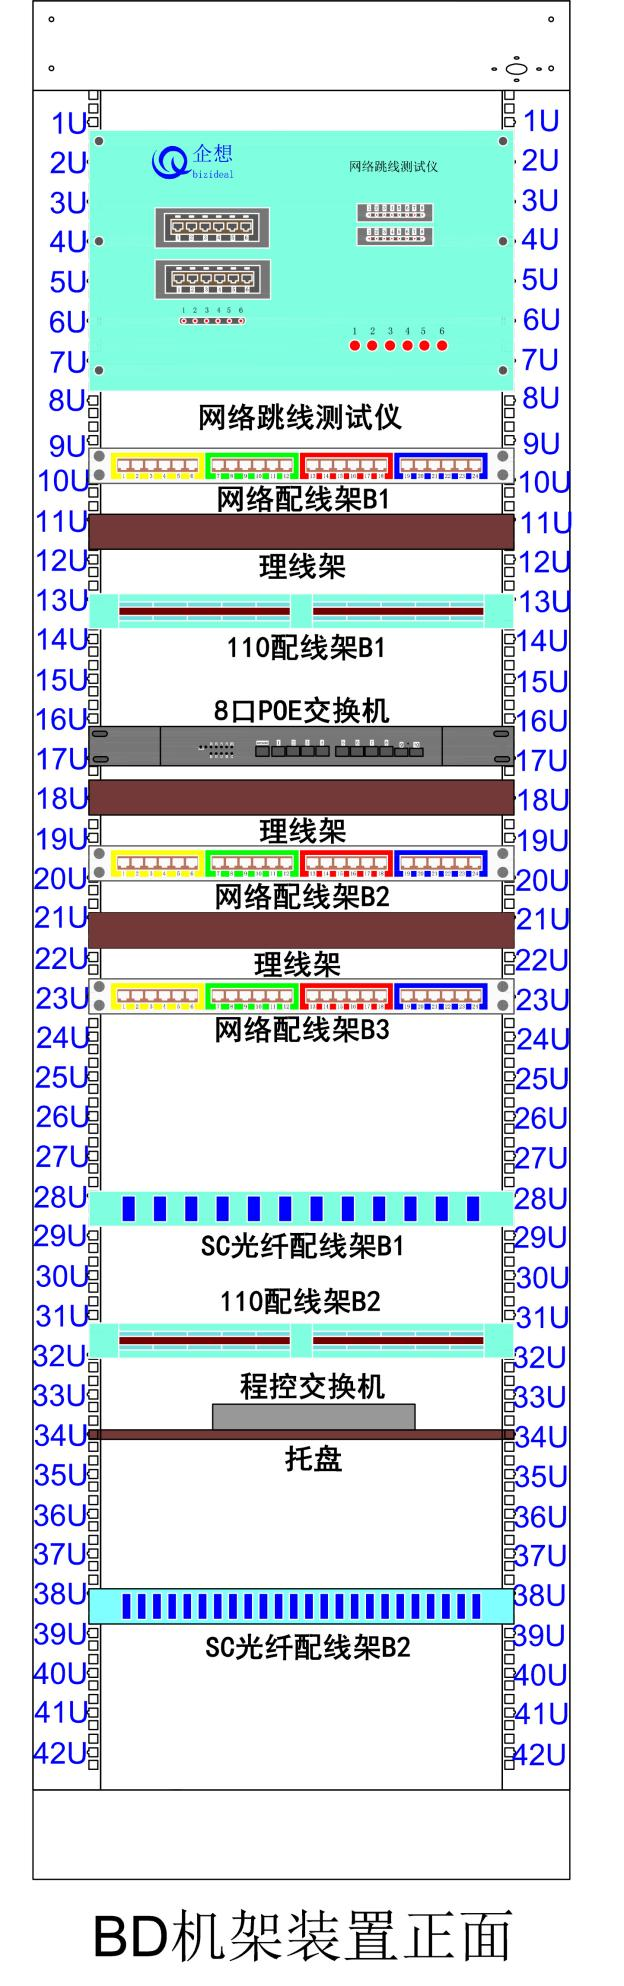 1U 1U
企想
bizideal
网络跳线测试仪
2U 2U
3U 3U
4U 4U
5U 5U
1 2 3 4 5 6
6U 6U
1 2 3 4 5 6
7U 7U
8U 8U
网络跳线测试仪
9U 9U
10U 10U
网络配线架B1
11U 11U
12U 12U
理线架
13U 13U
14U 14U
110配线架B1
15U 15U
16U 16U
8口POE交换机
17U 17U
18U 18U
理线架
19U 19U
20U 20U
网络配线架B2
21U 21U
22U 22U
理线架
23U 23U
网络配线架B3
24U 24U
25U 25U
26U 26U
27U 27U
28U 28U
29U 29U
SC光纤配线架B1
30U 30U
110配线架B2
31U 31U
32U 32U
程控交换机
33U 33U
34U 34U
托盘
35U 35U
36U 36U
37U 37U
38U 38U
39U 39U
SC光纤配线架B2
40U 40U
41U 41U
42U 42U
BD机架装置正面